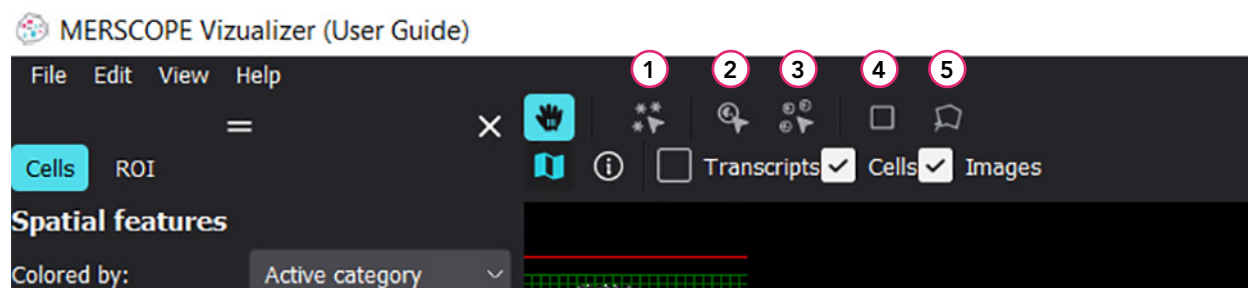 MERSCOPE Vizualizer (User Guide)
File Edit View Help
1 2 3 4 5
Cells ROI
Transcripts Cells Images
Spatial features
Colored by: Active category